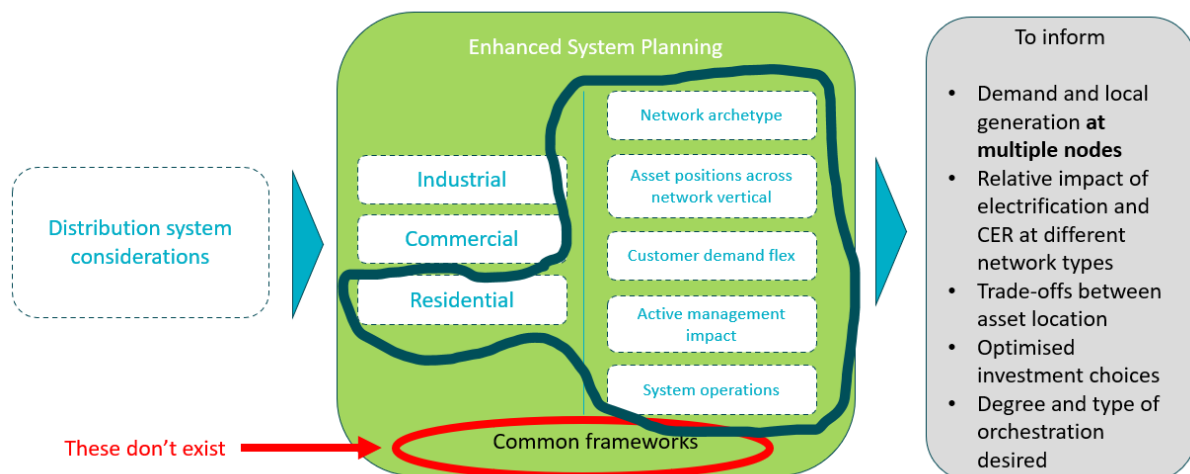 Distribution system
considerations
Enhanced System Planning
Industrial
Commercial
Residential
Network archetype
Asset positions across
network vertical
Customer demand flex
Active management
impact
System operations
These don't exist
Common frameworks
To inform
• Demand and local
generation at
multiple nodes
• Relative impact of
electrification and
CER at different
network types
• Trade-offs between
asset location
• Optimised
investment choices
• Degree and type of
orchestration
desired